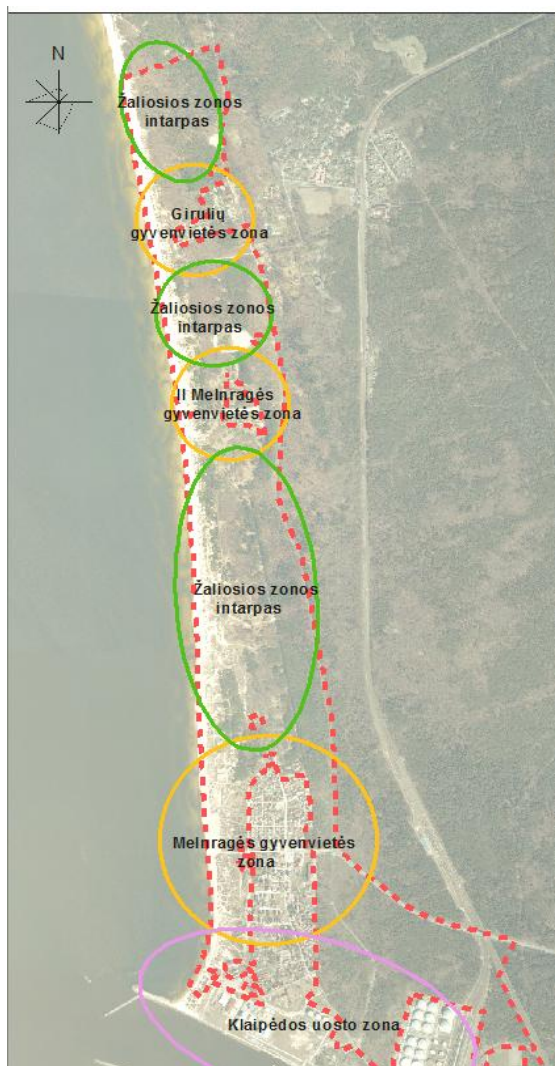 N
Žaliosios zonos
intarpas
Girulių
gyvenvietės zona
Žaliosios zonos
intarpas
II Melnragės
gyvenvietės zona
Žaliosios zonos
intarpas
Melnragės gyvenvietės
zona
Klaipėdos uosto zona